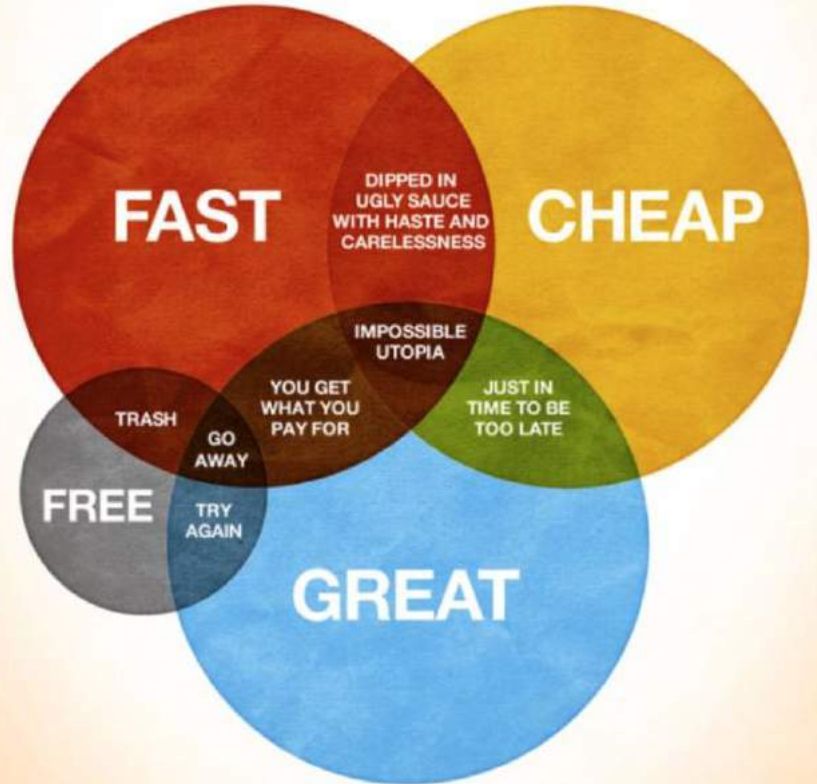 FAST
DIPPED IN
UGLY SAUCE
WITH HASTE AND
CARELESSNESS
CHEAP
IMPOSSIBLE
UTOPIA
YOU GET
WHAT YOU
PAY FOR
JUST IN
TIME TO BE
TOO LATE
TRASH
GO
AWAY
FREE
TRY
AGAIN
GREAT